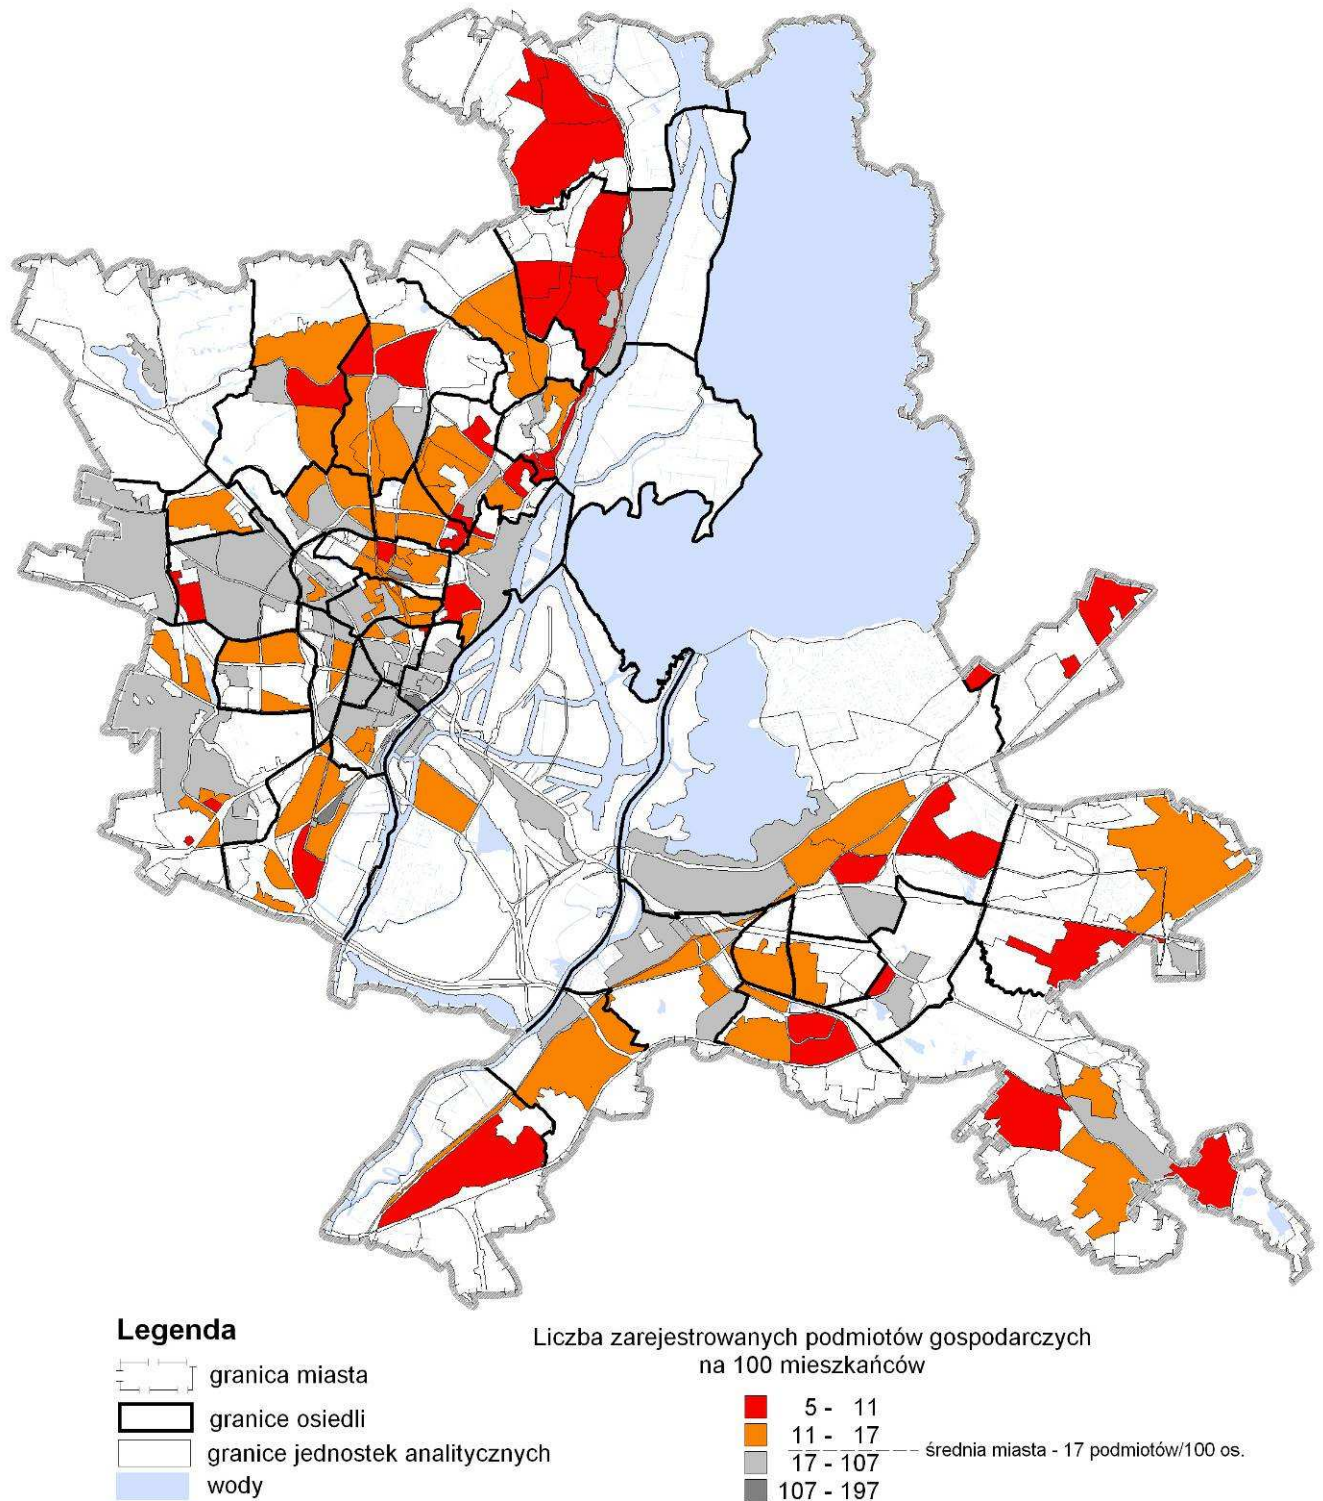 Legenda
granica miasta
granice osiedli
granice jednostek analitycznych
wody
Liczba zarejestrowanych podmiotów gospodarczych
na 100 mieszkańców
5 - 11
11 - 17
średnia miasta - 17 podmiotów/100 os.
17 - 107
107 - 197